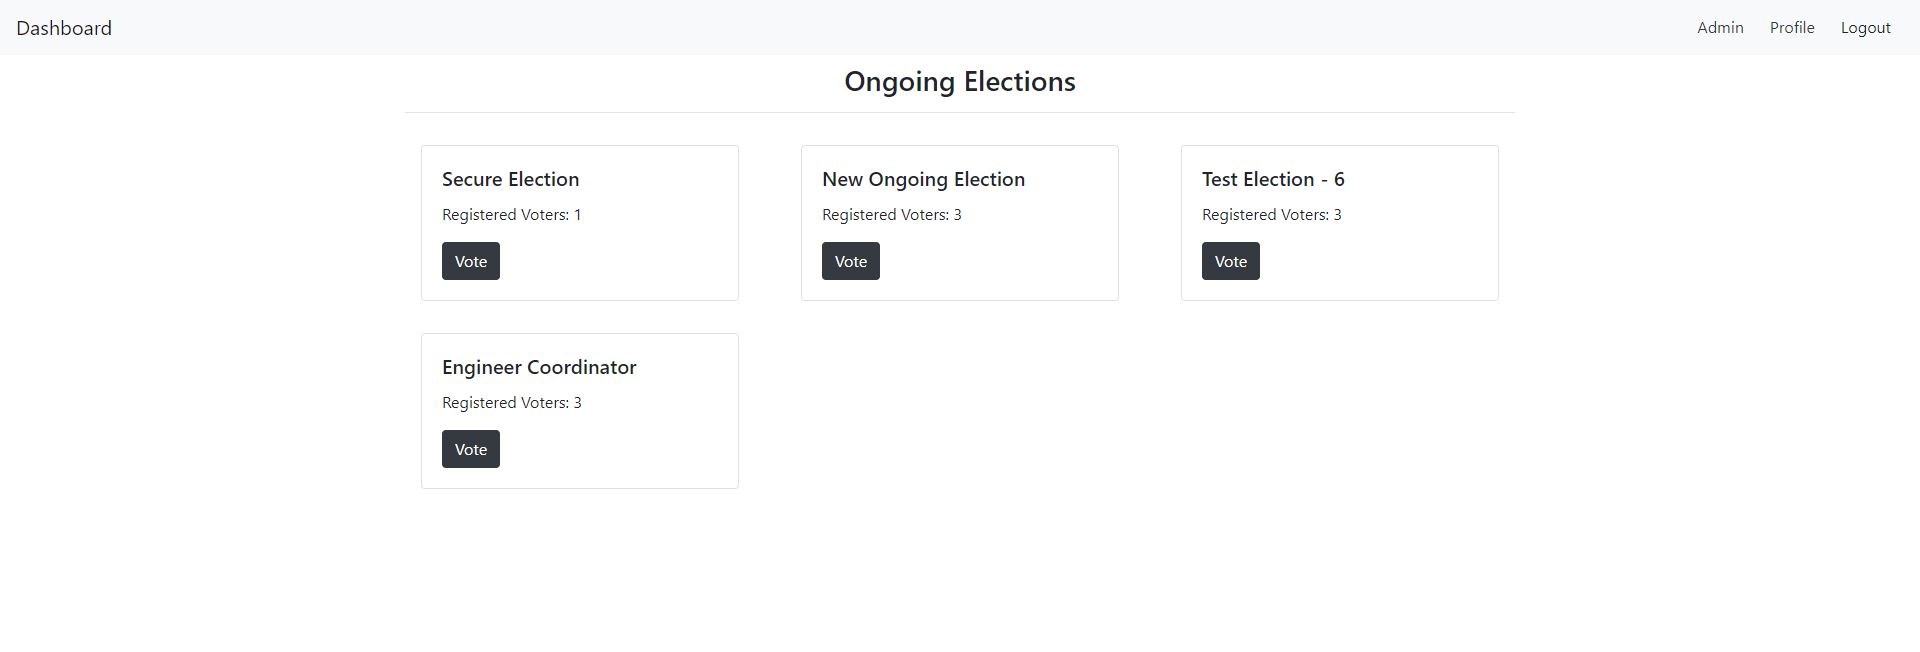 Dashboard Admin Profile Logout
Ongoing Elections
Secure Election
Registered Voters: 1
Vote
New Ongoing Election
Registered Voters: 3
Vote
Test Election - 6
Registered Voters: 3
Vote
Engineer Coordinator
Registered Voters: 3
Vote